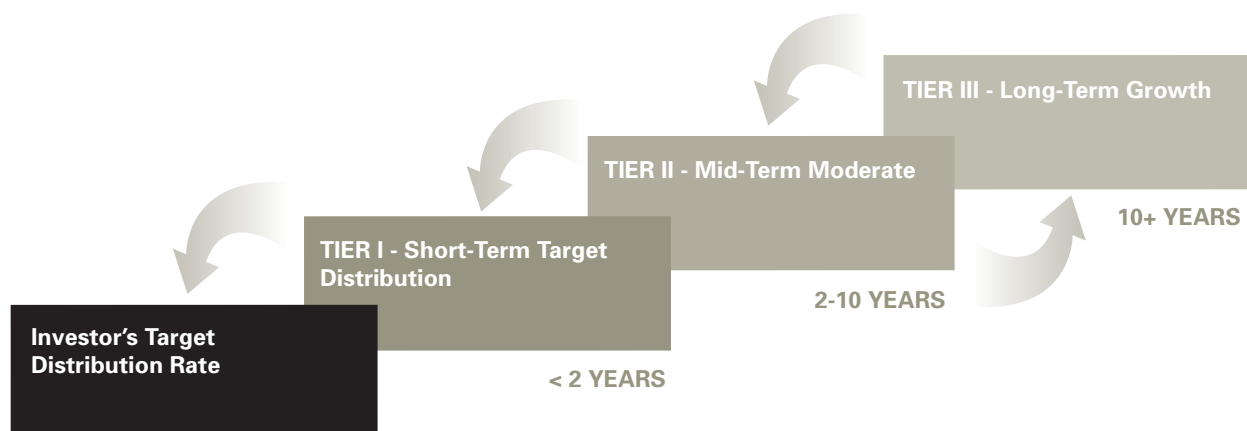 TIER III - Long-Term Growth
10+ YEARS
TIER II - Mid-Term Moderate
2-10 YEARS
TIER I - Short-Term Target
Distribution
< 2 YEARS
Investor’s Target
Distribution Rate